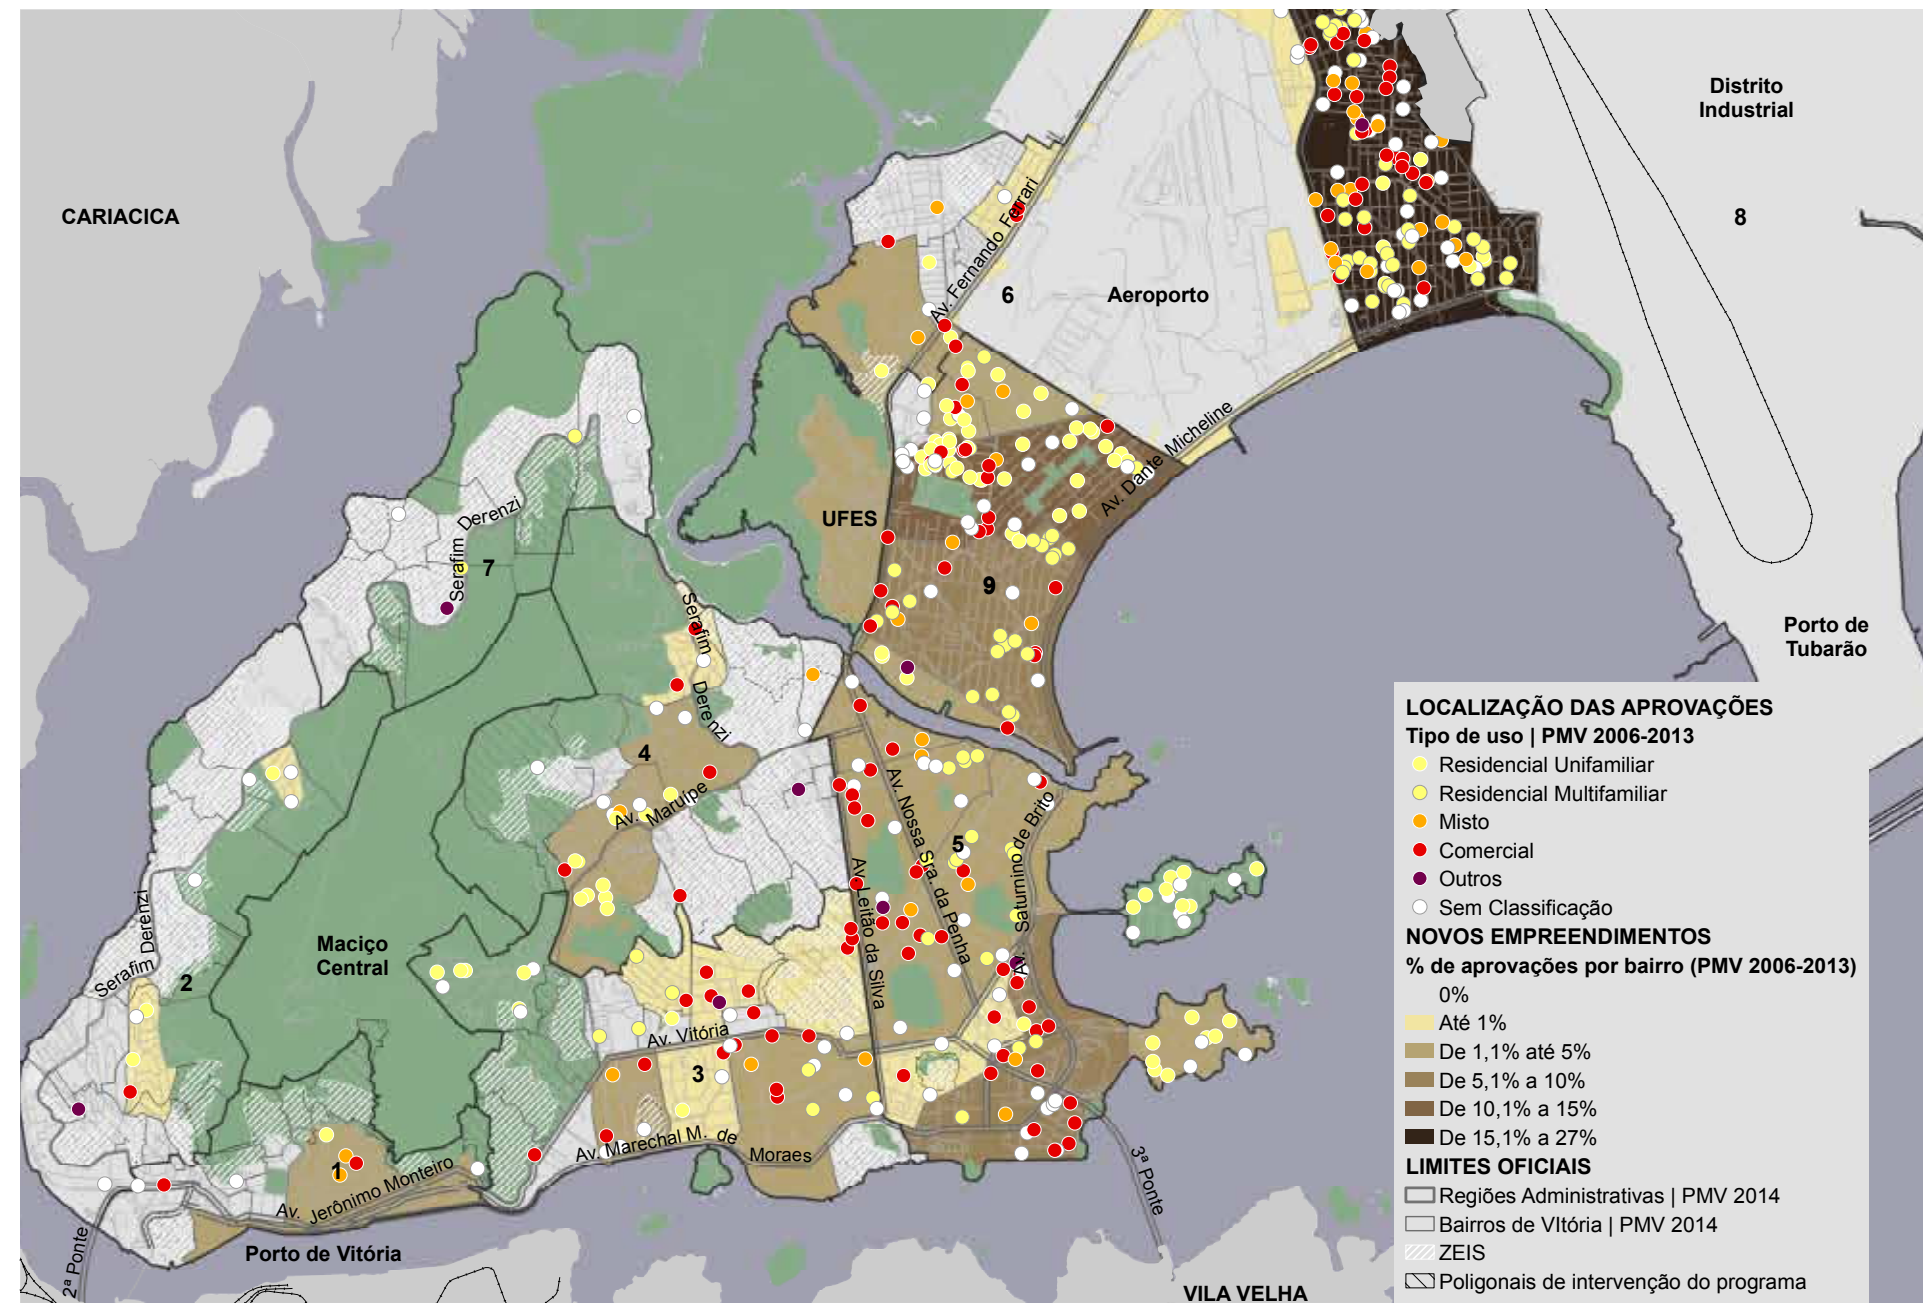 Distrito
Industrial
CARIACICA
8
Av. Fernando Ferrari
6
Aeroporto
Av. Dante Micheline
UFES
Serafim Derenzi
7
9
Serafim
Derenzi
Porto de
Tubarão
4
Av. Maruípe
Av. Nossa Sra. da Penha
5
Av. Saturnino de Brito
Av. Leitão da Silva
Serafim Derenzi
Maciço
Central
2
Av. Vitória
3
Av. Marechal M. de Moraes
1
Av. Jerônimo Monteiro
3ª Ponte
2ª Ponte
Porto de Vitória
VILA VELHA
LOCALIZAÇÃO DAS APROVAÇÕES
Tipo de uso | PMV 2006-2013
Residencial Unifamiliar
Residencial Multifamiliar
Misto
Comercial
Outros
Sem Classificação
NOVOS EMPREENDIMENTOS
% de aprovações por bairro (PMV 2006-2013)
0%
Até 1%
De 1,1% até 5%
De 5,1% a 10%
De 10,1% a 15%
De 15,1% a 27%
LIMITES OFICIAIS
Regiões Administrativas | PMV 2014
Bairros de VItória | PMV 2014
ZEIS
Poligonais de intervenção do programa